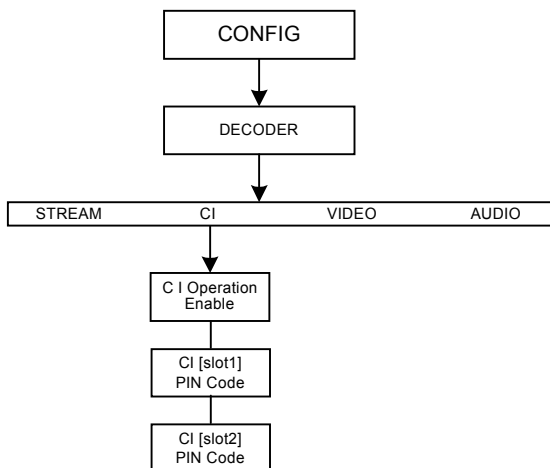 CONFIG
DECODER
STREAM CI VIDEO AUDIO
C I Operation
Enable
CI [slot1]
PIN Code
CI [slot2]
PIN Code